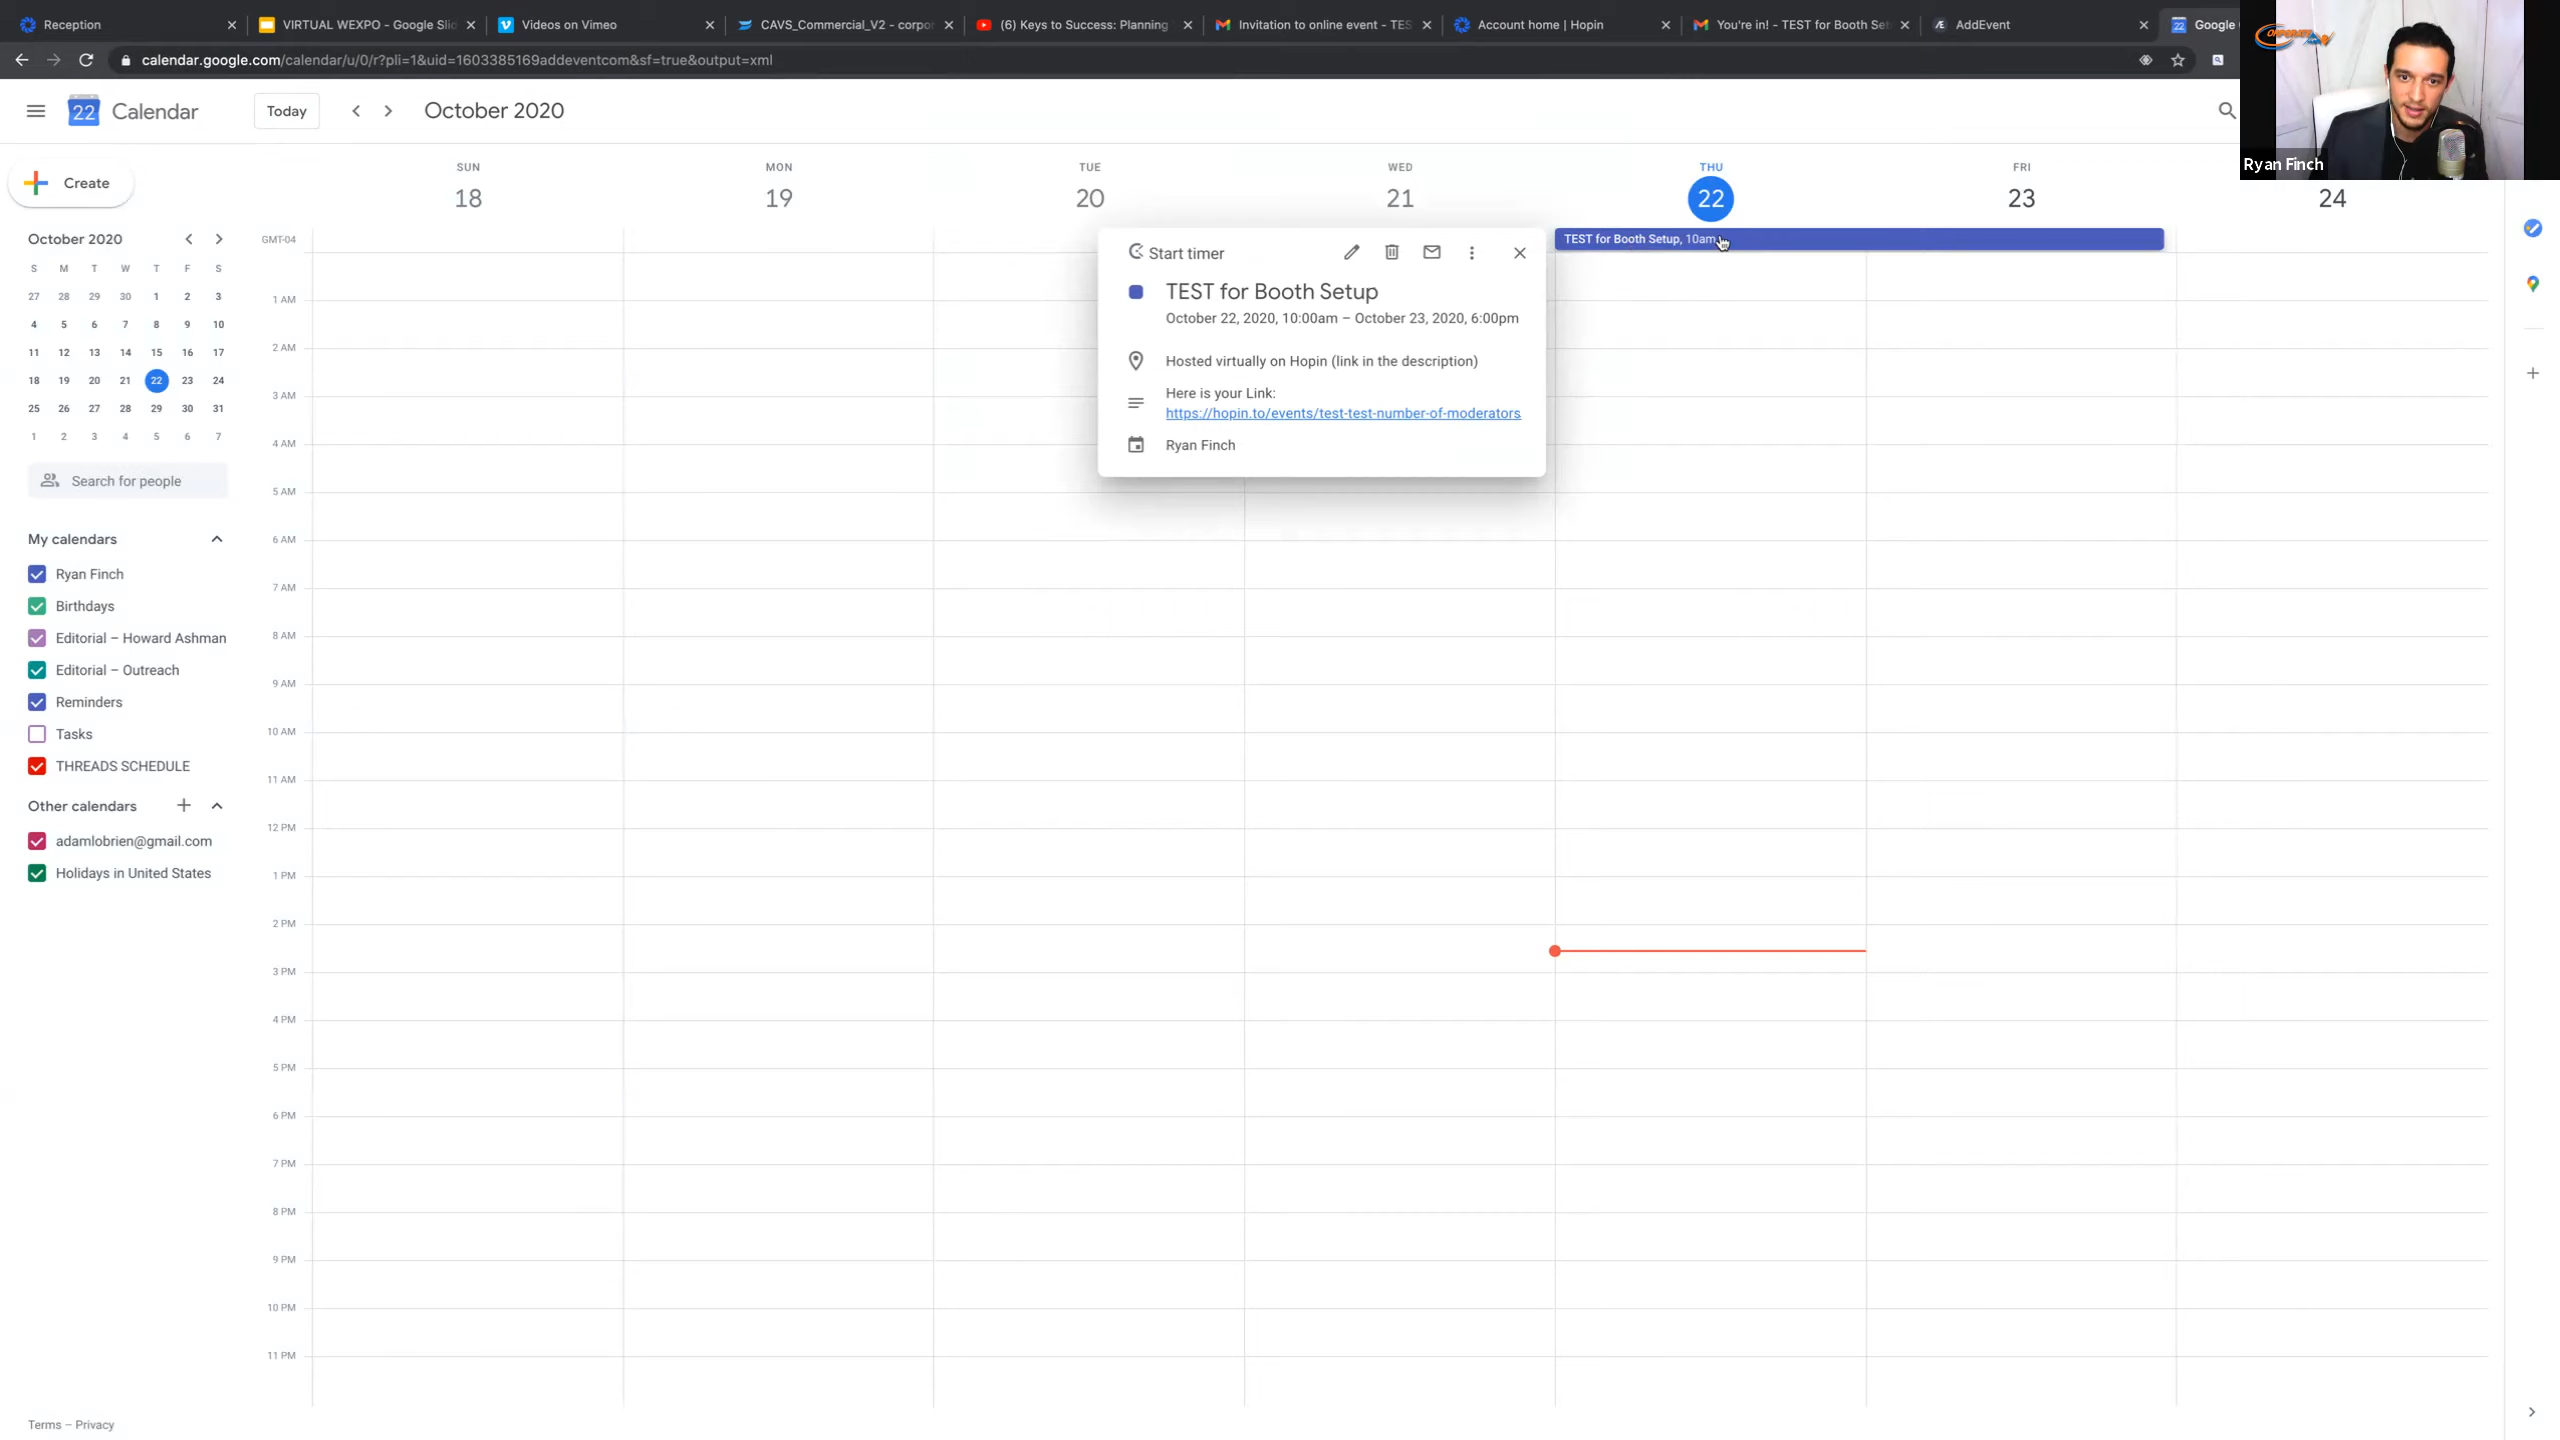 Reception
VIRTUAL WEXPO - Google Slid
Videos on Vimeo
CAVS_Commercial_V2 - corpo
(6) Keys to Success: Planning
Invitation to online event - TES
Account home | Hopin
You're in! - TEST for Booth Set
AddEvent
Google
calendar.google.com/calendar/u/0/r?pli=1&uid=1603385169addeventcom&sf=true&output=xml
Ryan Finch
22 Calendar
Today
October 2020
Create
SUN MON TUE WED THU FRI
18 19 20 21 22 23 24
GMT-04
TEST for Booth Setup, 10am
Start timer
TEST for Booth Setup
October 22, 2020, 10:00am – October 23, 2020, 6:00pm
Hosted virtually on Hopin (link in the description)
Here is your Link:
https://hopin.to/events/test-test-number-of-moderators
Ryan Finch
October 2020
S M T W T F S
27 28 29 30 1 2 3
4 5 6 7 8 9 10
11 12 13 14 15 16 17
18 19 20 21 22 23 24
25 26 27 28 29 30 31
1 2 3 4 5 6 7
Search for people
My calendars
Ryan Finch
Birthdays
Editorial – Howard Ashman
Editorial – Outreach
Reminders
Tasks
THREADS SCHEDULE
Other calendars
adamlobrien@gmail.com
Holidays in United States
1 AM
2 AM
3 AM
4 AM
5 AM
6 AM
7 AM
8 AM
9 AM
10 AM
11 AM
12 PM
1 PM
2 PM
3 PM
4 PM
5 PM
6 PM
7 PM
8 PM
9 PM
10 PM
11 PM
Terms – Privacy